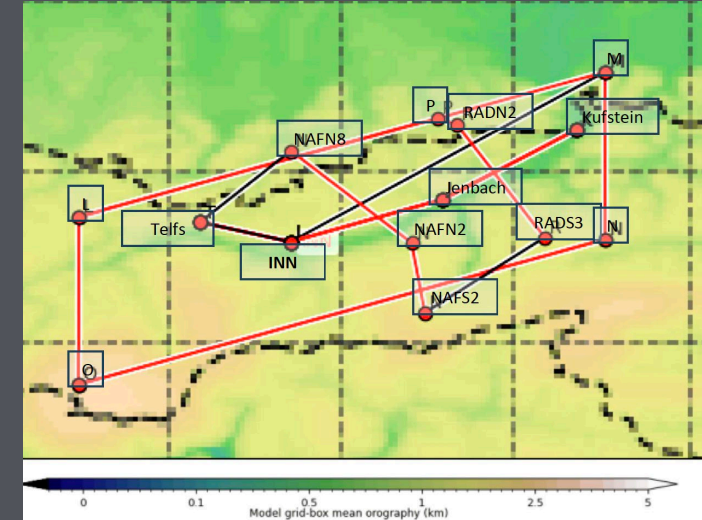 M
P
RADN2
Kufstein
NAFN8
Jenbach
L
Telfs
NAFN2
RADS3
N
INN
NAFS2
O
0 0.1 0.5 1 2.5 5
Model grid-box mean orography (km)